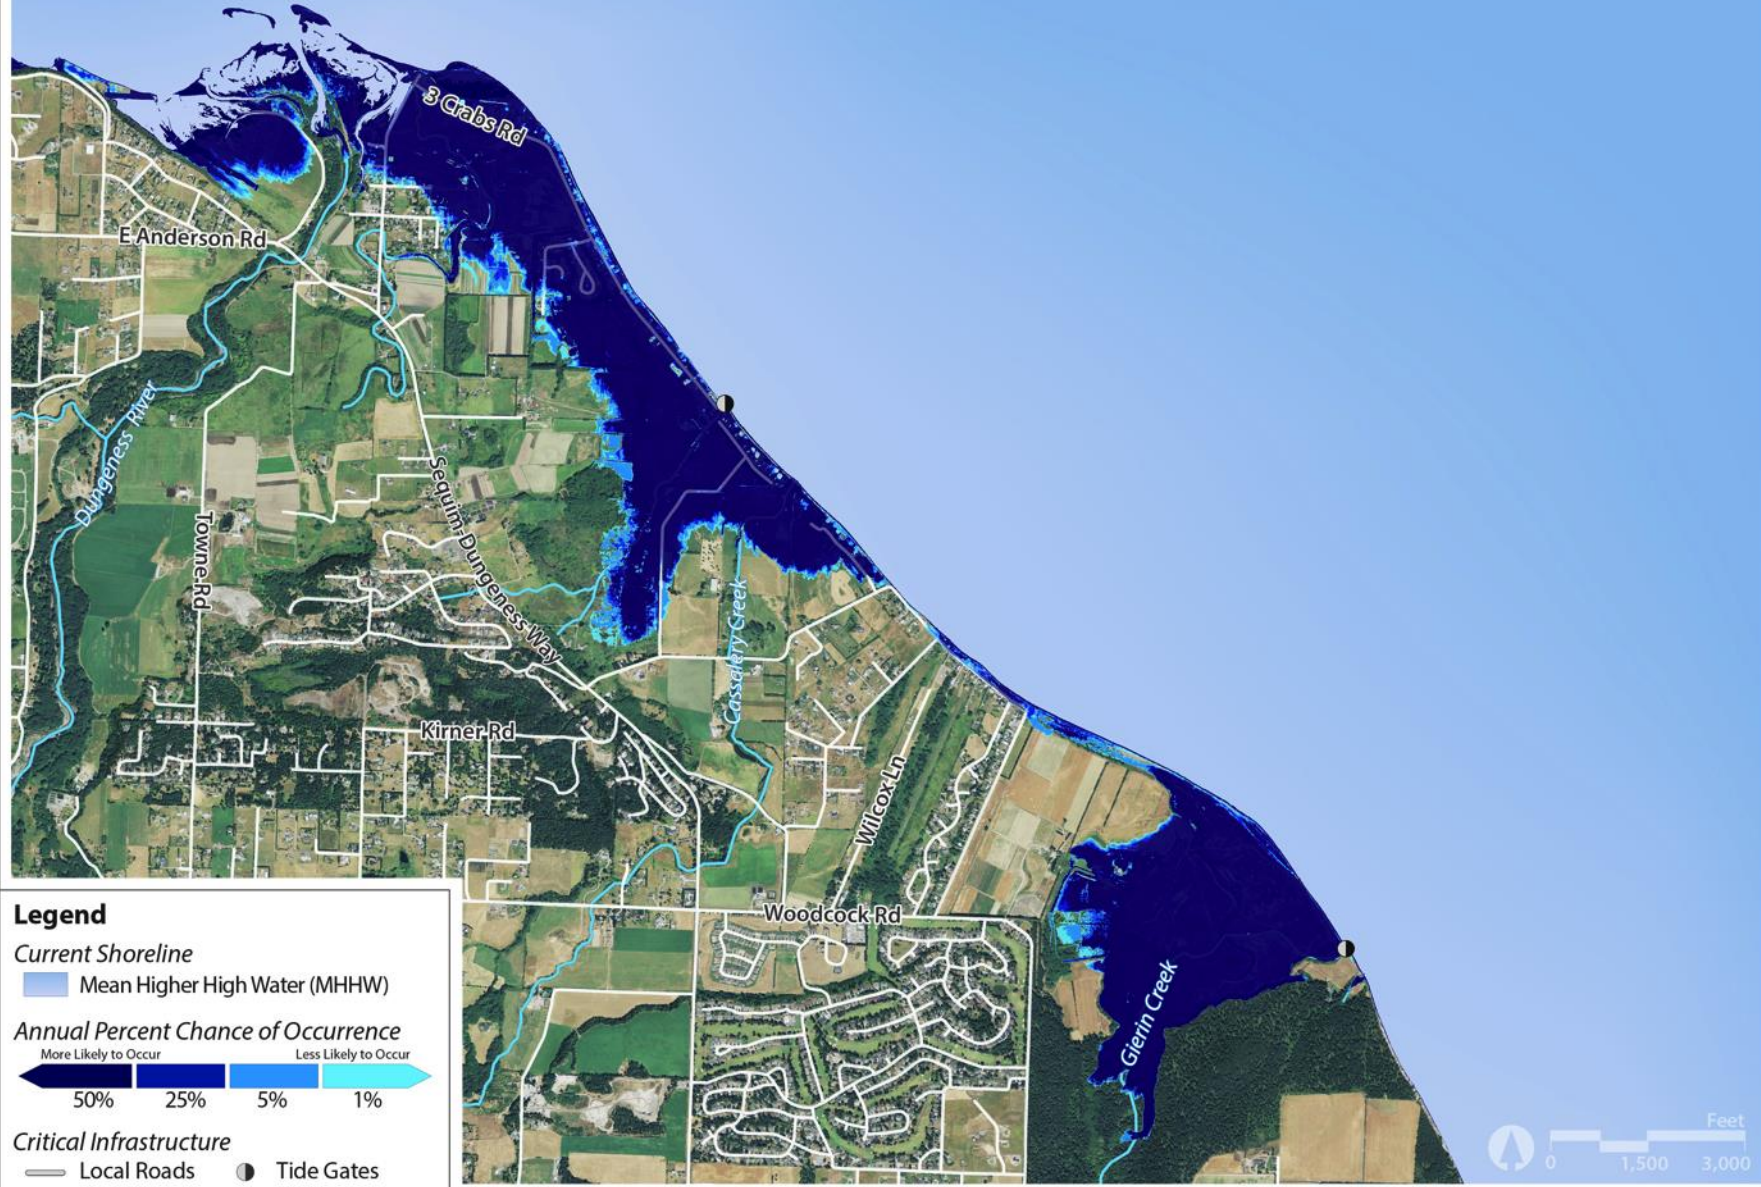 3 Crabs Rd
E Anderson Rd
Dungeness River
Towne Rd
Sequim-Dungeness Way
Cassalery Creek
Kirner Rd
Wilcox Ln
Woodcock Rd
Gierin Creek
Legend
Current Shoreline
Mean Higher High Water (MHHW)
Annual Percent Chance of Occurrence
More Likely to Occur Less Likely to Occur
50% 25% 5% 1%
Critical Infrastructure
Local Roads Tide Gates
Feet
0 1,500 3,000